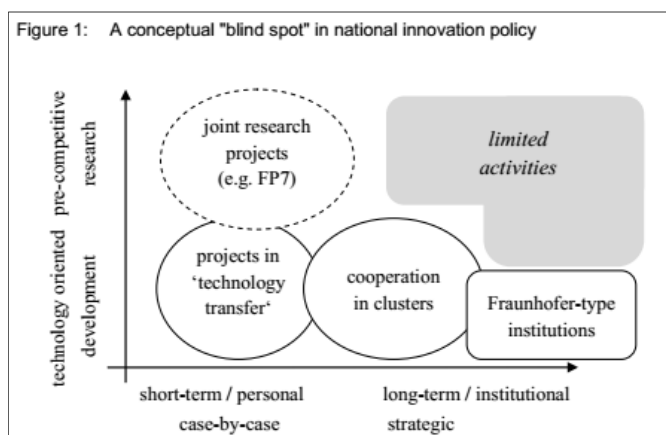 Figure 1: A conceptual "blind spot" in national innovation policy
pre-competitive
research
technology oriented
development
joint research
projects
(e.g. FP7)
limited
activities
projects in
‘technology
transfer‘
cooperation
in clusters
Fraunhofer-type
institutions
short-term / personal
case-by-case
long-term / institutional
strategic